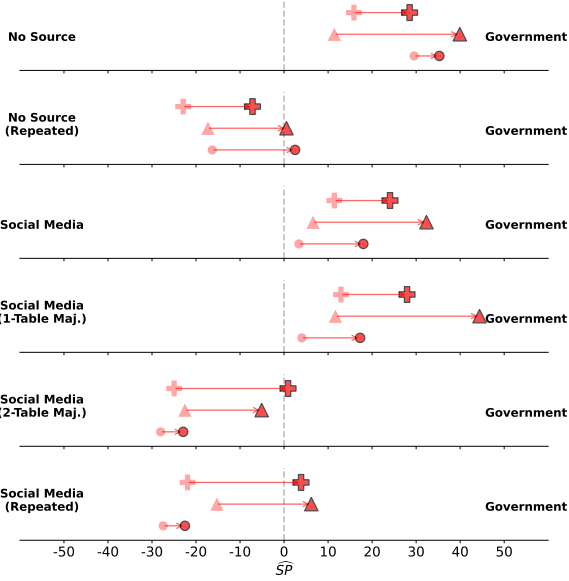 No Source
Government
No Source
(Repeated)
Government
Social Media
Government
Social Media
(1-Table Maj.)
Government
Social Media
(2-Table Maj.)
Government
Social Media
(Repeated)
Government
-50 -40 -30 -20 -10 0 10 20 30 40 50
SP